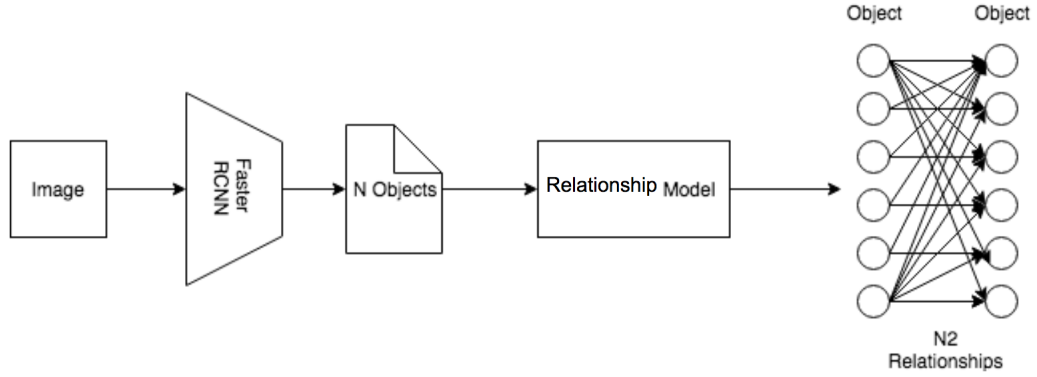 Image
Faster
RCNN
N Objects
Relationship Model
Object
Object
N2
Relationships